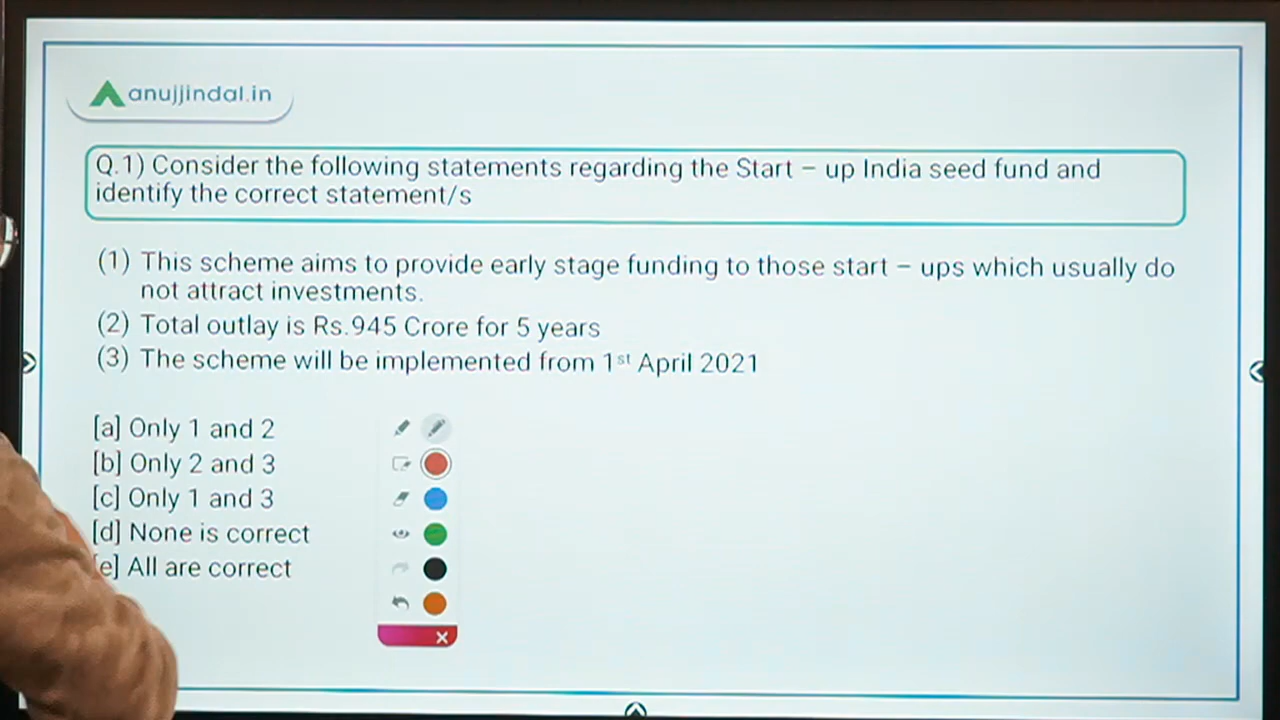 anujjindal.in
Q.1) Consider the following statements regarding the Start – up India seed fund and
identify the correct statement/s
(1) This scheme aims to provide early stage funding to those start – ups which usually do
not attract investments.
(2) Total outlay is Rs.945 Crore for 5 years
(3) The scheme will be implemented from 1st April 2021
[a] Only 1 and 2
[b] Only 2 and 3
[c] Only 1 and 3
[d] None is correct
[e] All are correct